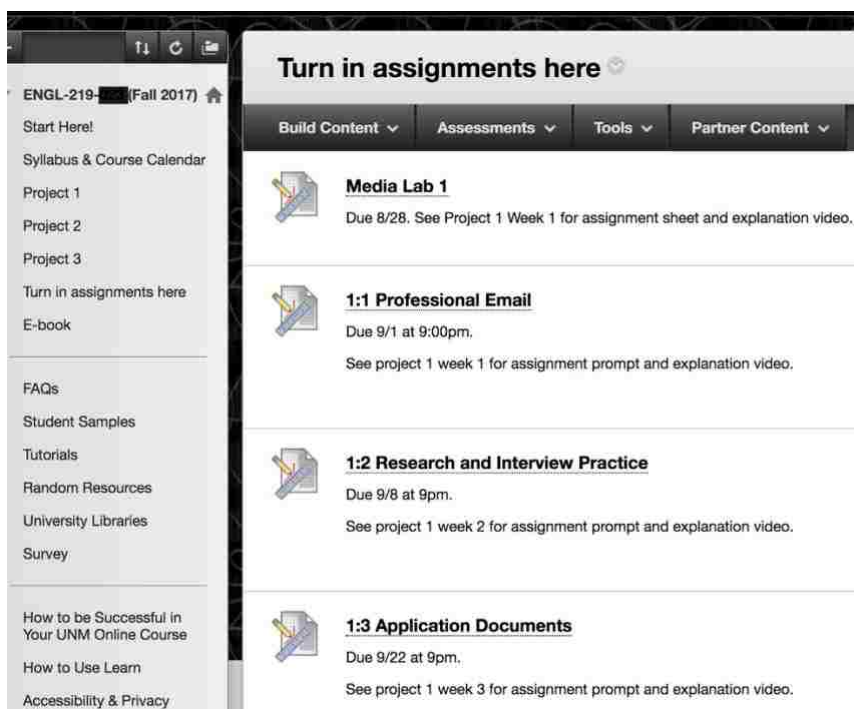 ENGL-219- (Fall 2017)
Start Here!
Syllabus & Course Calendar
Project 1
Project 2
Project 3
Turn in assignments here
E-book
FAQs
Student Samples
Tutorials
Random Resources
University Libraries
Survey
How to be Successful in
Your UNM Online Course
How to Use Learn
Accessibility & Privacy
Turn in assignments here
Build Content Assessments Tools Partner Content
Media Lab 1
Due 8/28. See Project 1 Week 1 for assignment sheet and explanation video.
1:1 Professional Email
Due 9/1 at 9:00pm.
See project 1 week 1 for assignment prompt and explanation video.
1:2 Research and Interview Practice
Due 9/8 at 9pm.
See project 1 week 2 for assignment prompt and explanation video.
1:3 Application Documents
Due 9/22 at 9pm.
See project 1 week 3 for assignment prompt and explanation video.